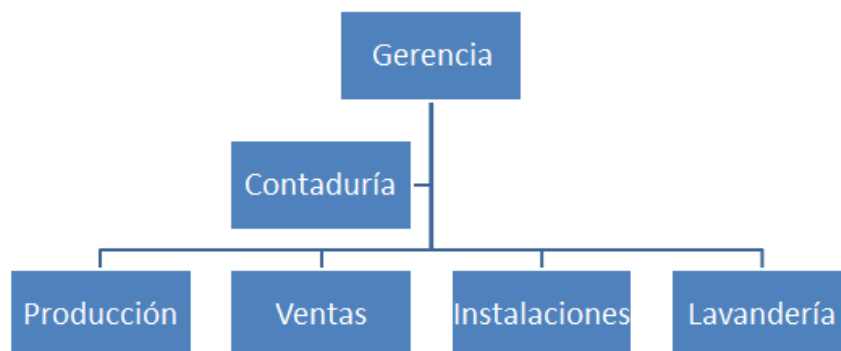 Gerencia
Contaduría
Producción
Ventas
Instalaciones
Lavandería